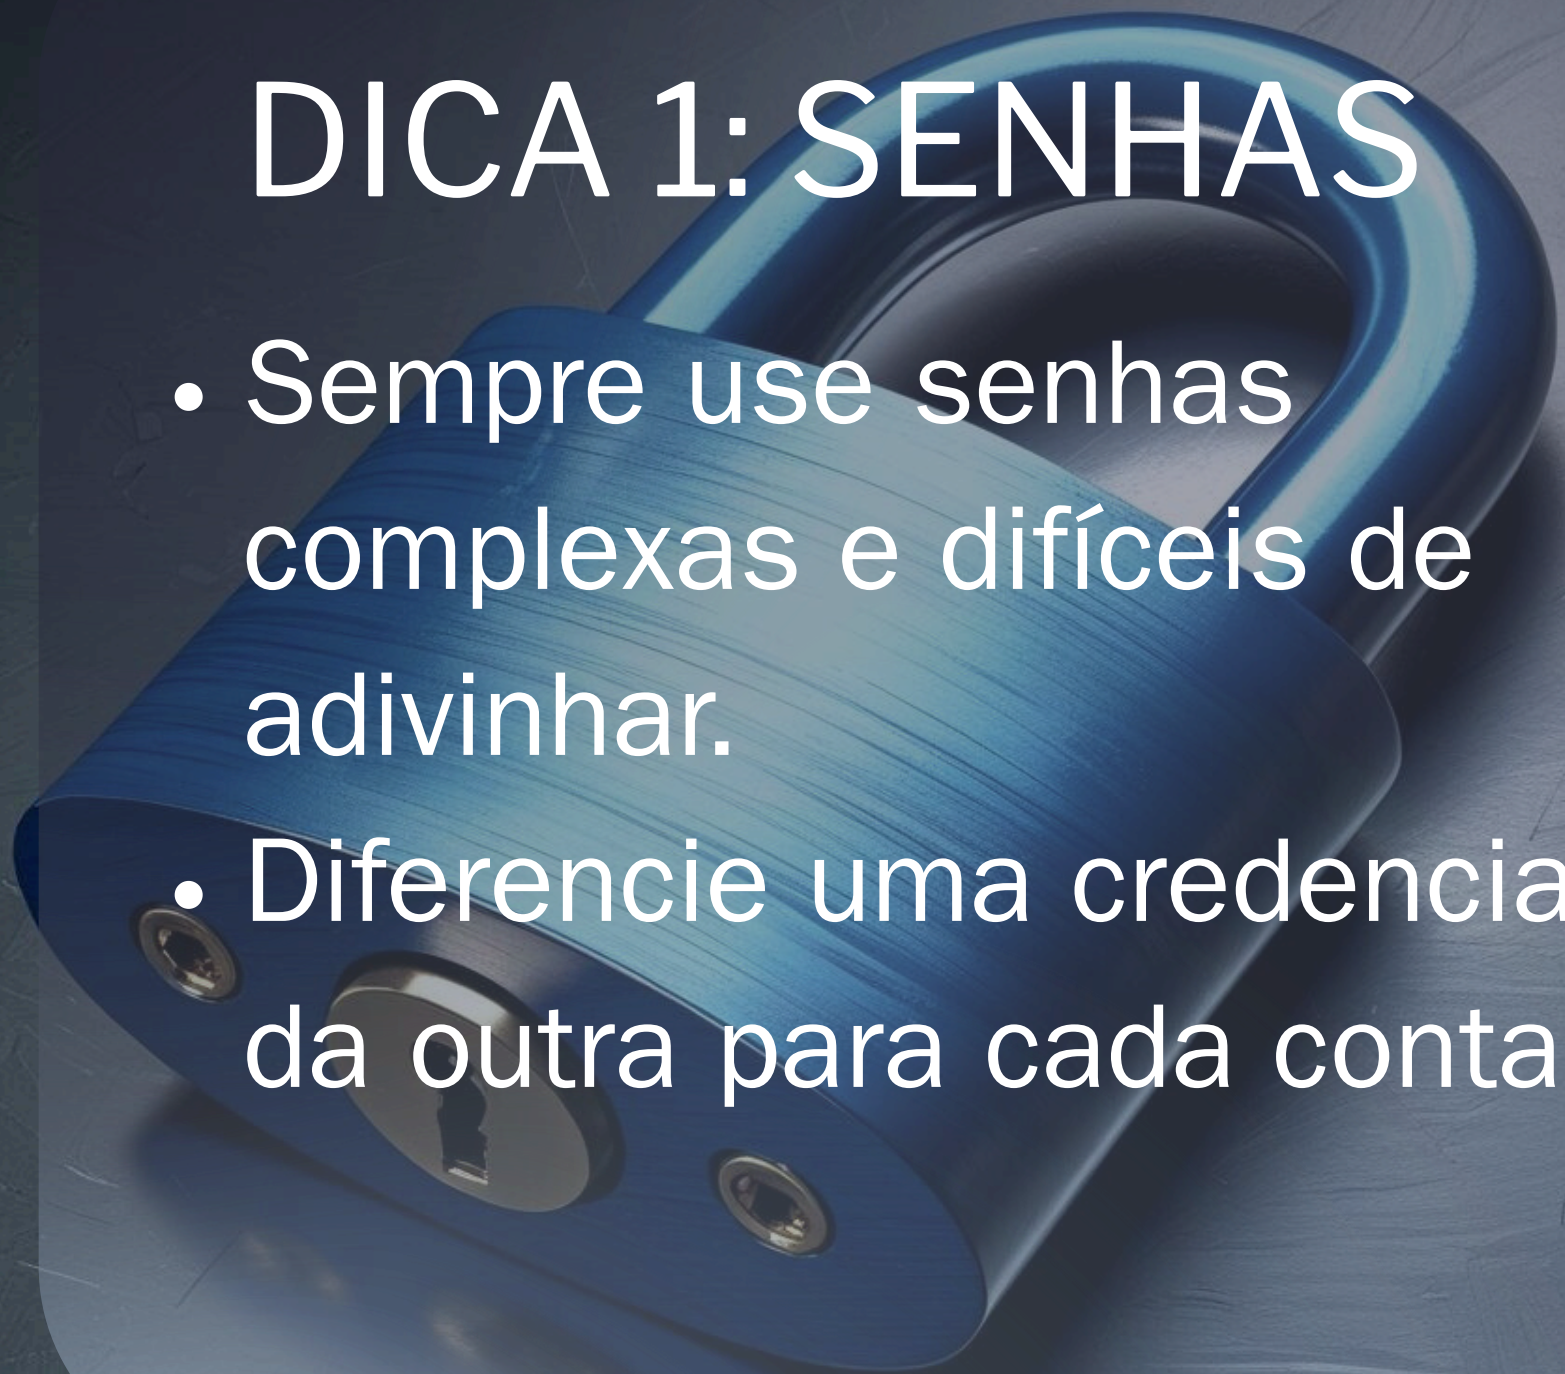 DICA 1: SENHAS
• Sempre use senhas
complexas e difíceis de
adivinhar.
• Diferencie uma credencia
da outra para cada conta